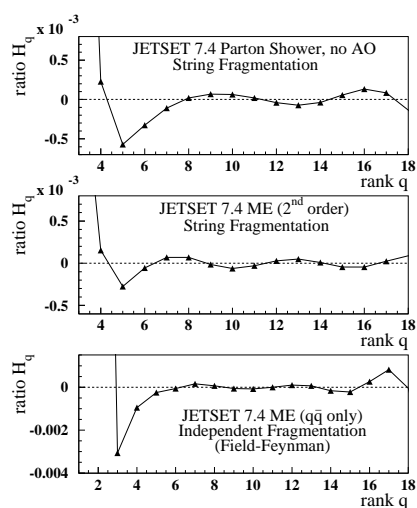 x 10 -3
ratio Hq
JETSET 7.4 Parton Shower, no AO
String Fragmentation
0.5
0
-0.5
4 6 8 10 12 14 16 18
rank q
x 10 -3
ratio Hq
JETSET 7.4 ME (2nd order)
String Fragmentation
0.5
0
-0.5
4 6 8 10 12 14 16 18
rank q
ratio Hq
0
-0.002
-0.004
JETSET 7.4 ME (qq̄ only)
Independent Fragmentation
(Field-Feynman)
2 4 6 8 10 12 14 16 18
rank q